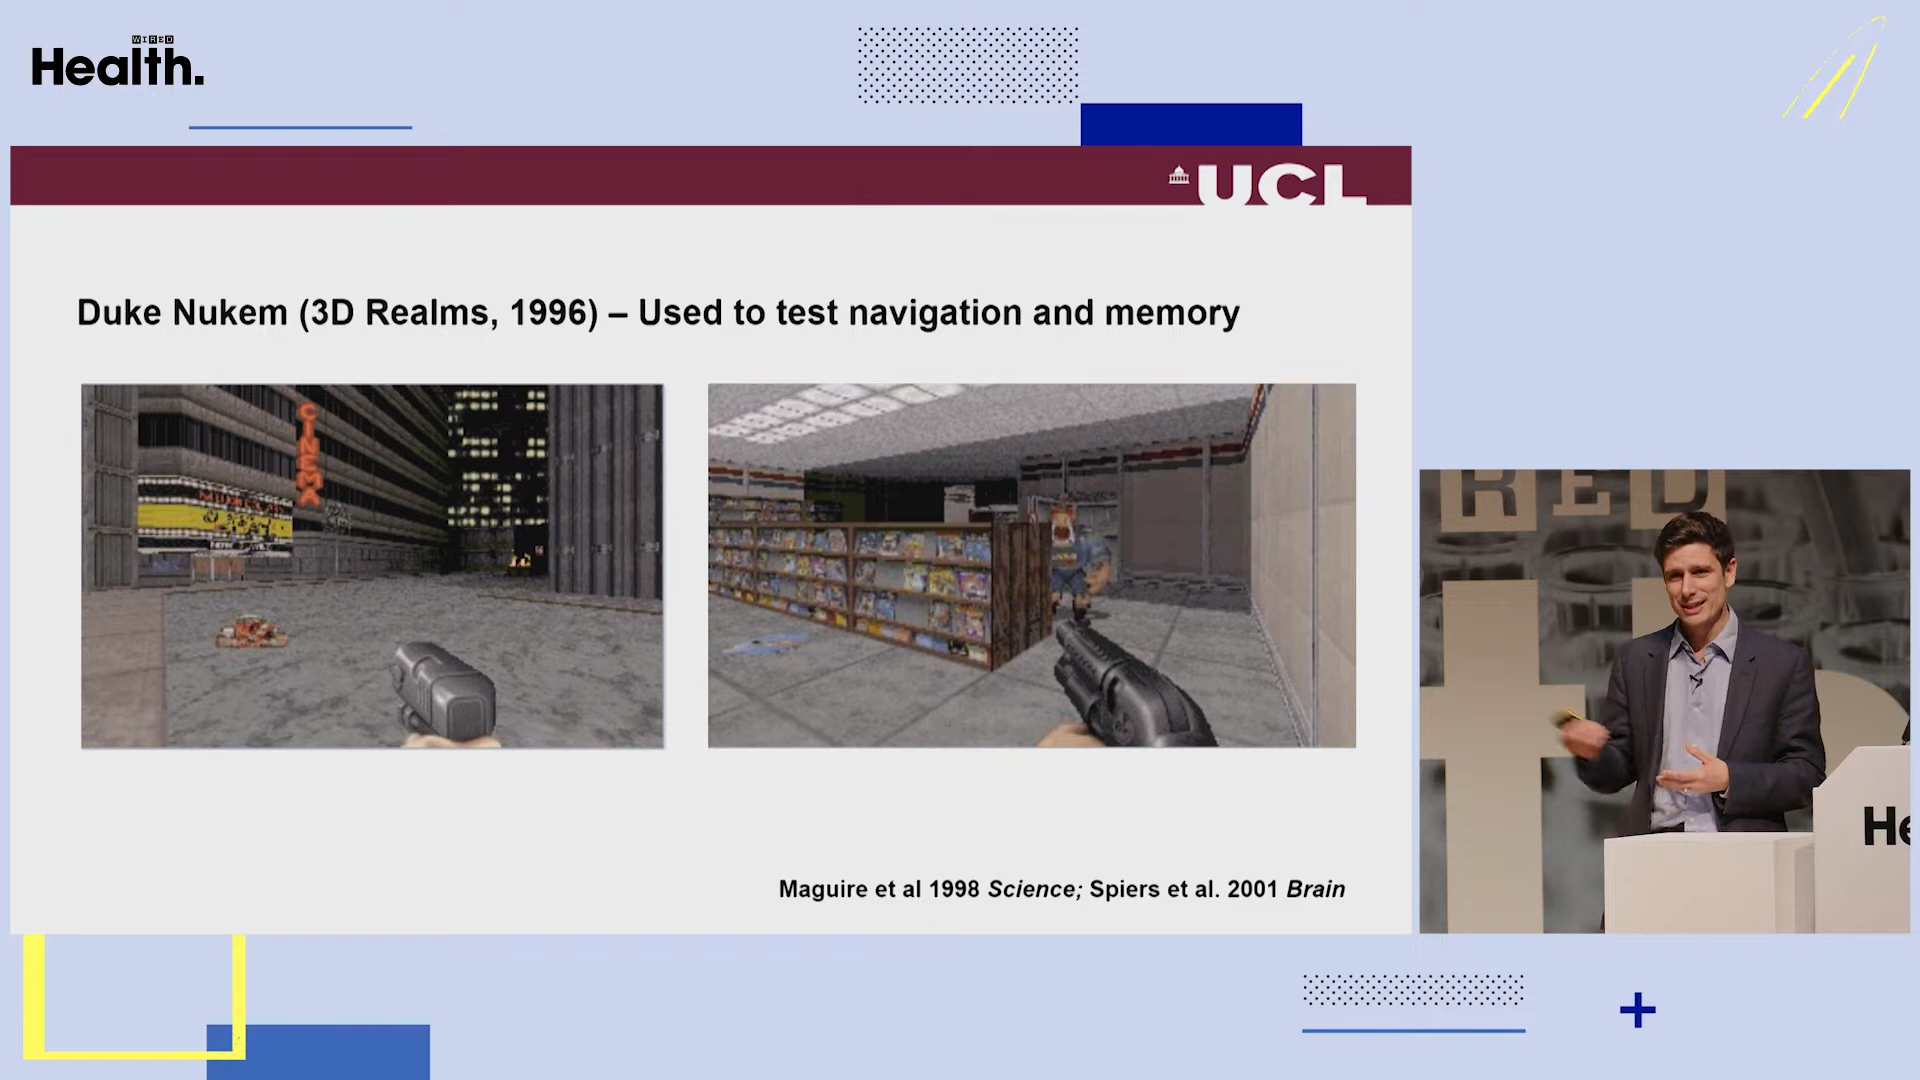 WIRED
Health.
UCL
Duke Nukem (3D Realms, 1996) – Used to test navigation and memory
CINEMA
RED
He
Maguire et al 1998 Science; Spiers et al. 2001 Brain